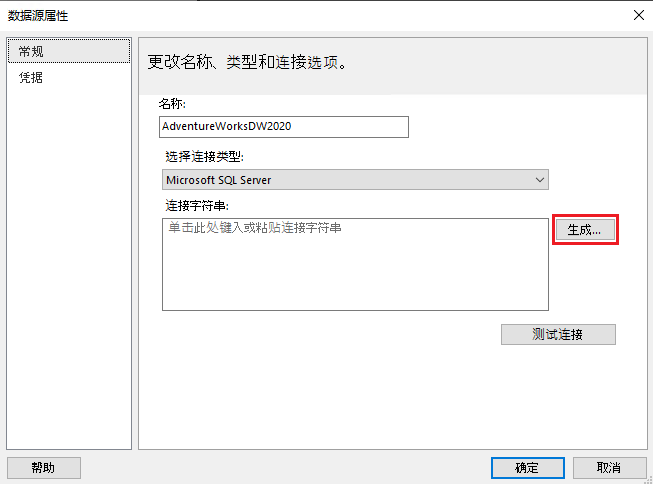 数据源属性
常规
凭据
更改名称、类型和连接选项。
名称:
AdventureWorksDW2020
选择连接类型:
Microsoft SQL Server
连接字符串:
单击此处键入或粘贴连接字符串
生成...
测试连接
帮助
确定
取消